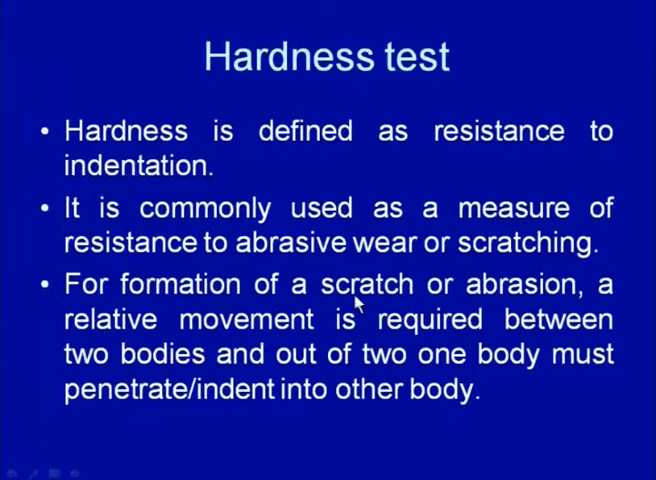 Hardness test
• Hardness is defined as resistance to
indentation.
• It is commonly used as a measure of
resistance to abrasive wear or scratching.
• For formation of a scratch or abrasion, a
relative movement is required between
two bodies and out of two one body must
penetrate/indent into other body.